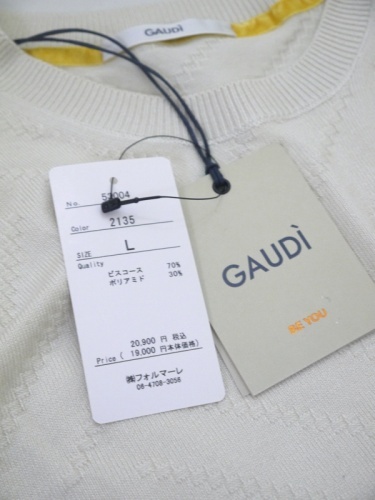 GAUDÌ
No. 52004
Color 2135
SIZE L
Quality
ビスコース 70%
ポリアミド 30%
20,900 円 税込
Price ( 19,000 円本体価格)
㈱フォルマーレ
06-4708-3056
GAUDÌ
BE YOU